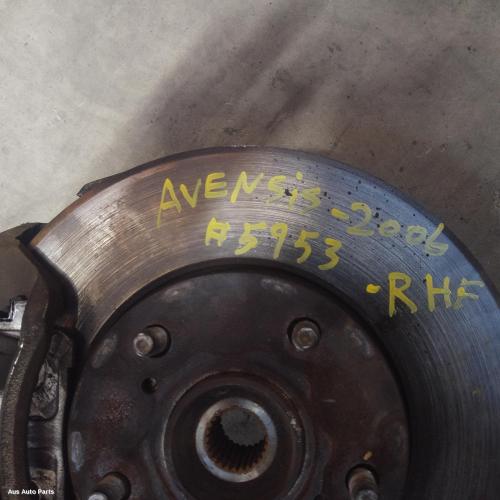 AVENSis-2006
#5953
-RHF
Aus Auto Parts